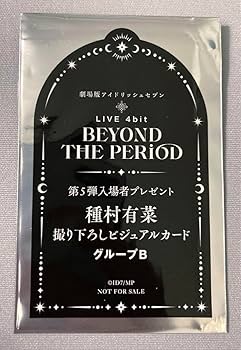 劇場版アイドリッシュセブン
LIVE 4bit
BEYOND
THE PERiOD
第5弾入場者プレゼント
種村有菜
撮り下ろしビジュアルカード
グループB
©ID7/MP
NOT FOR SALE